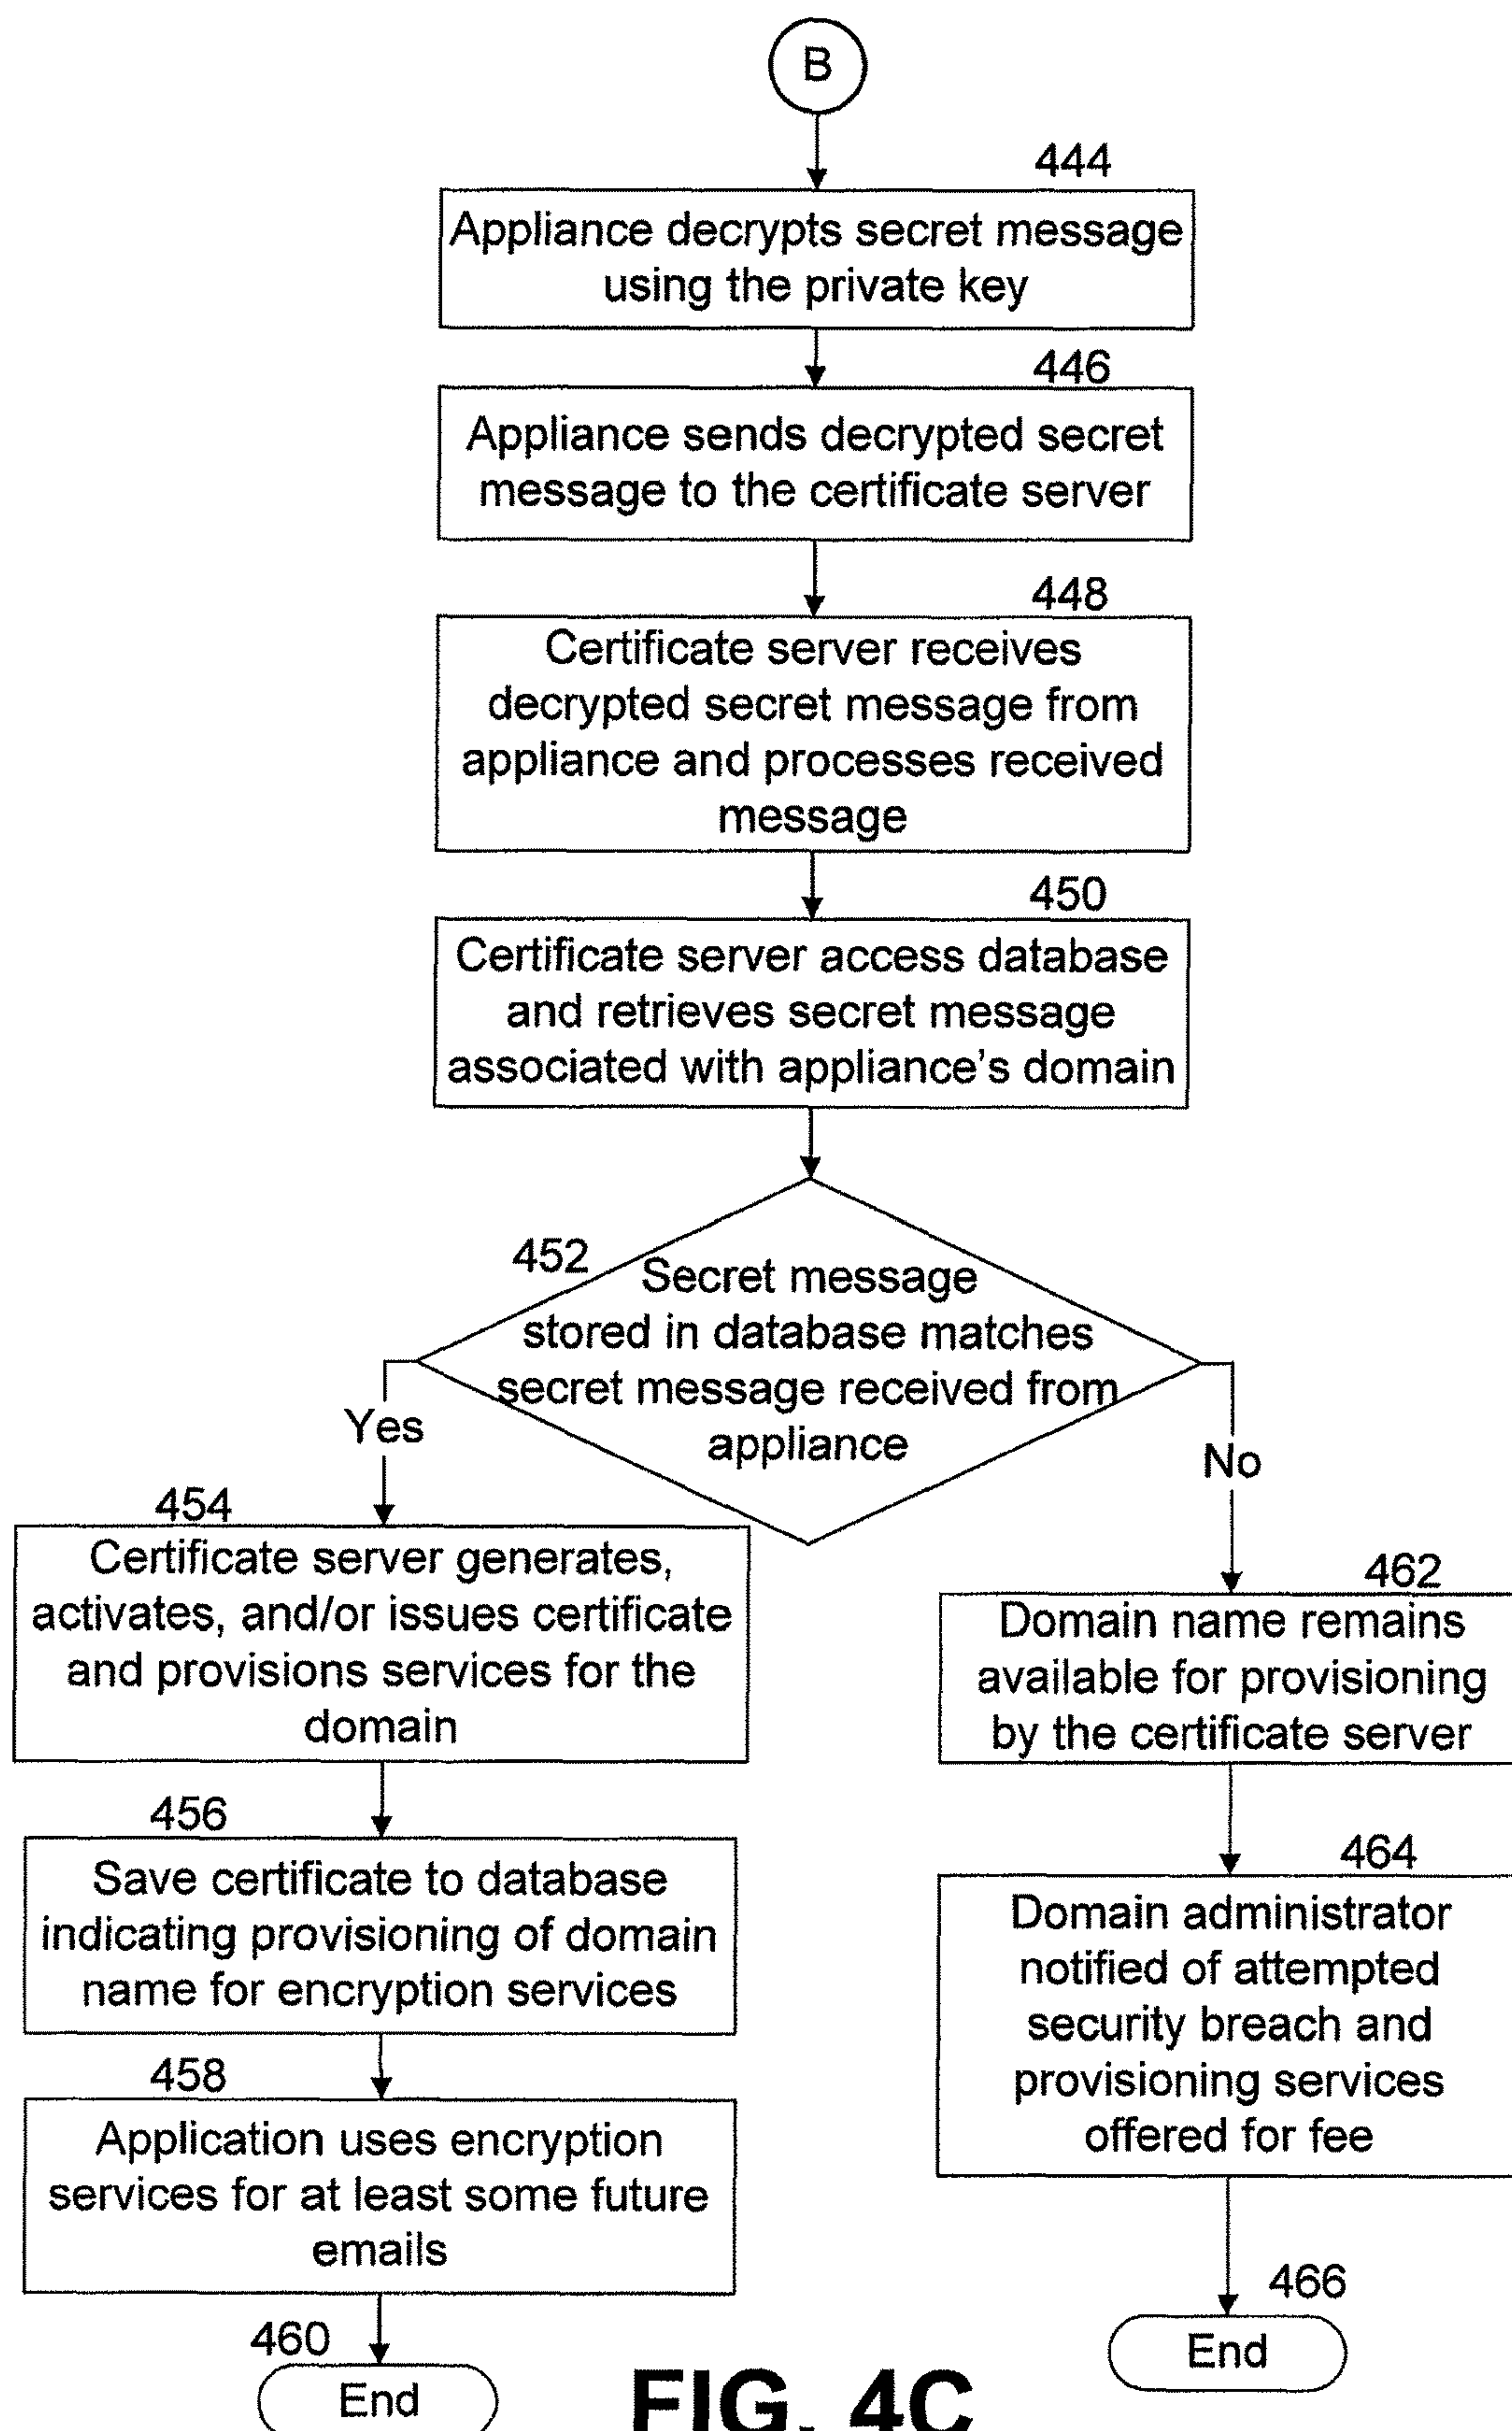 B
444
Appliance decrypts secret message
using the private key
446
Appliance sends decrypted secret
message to the certificate server
448
Certificate server receives
decrypted secret message from
appliance and processes received
message
450
Certificate server access database
and retrieves secret message
associated with appliance's domain
452
Secret message
stored in database matches
secret message received from
appliance
Yes
No
454
Certificate server generates,
activates, and/or issues certificate
and provisions services for the
domain
456
Save certificate to database
indicating provisioning of domain
name for encryption services
458
Application uses encryption
services for at least some future
emails
460
End
462
Domain name remains
available for provisioning
by the certificate server
464
Domain administrator
notified of attempted
security breach and
provisioning services
offered for fee
466
End
FIG. 4C